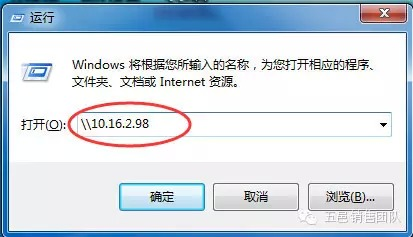 运行
Windows 将根据您所输入的名称，为您打开相应的程序、
文件夹、文档或 Internet 资源。
打开(O): \\10.16.2.98
确定 取消 浏览(B)...
五邑销售团队